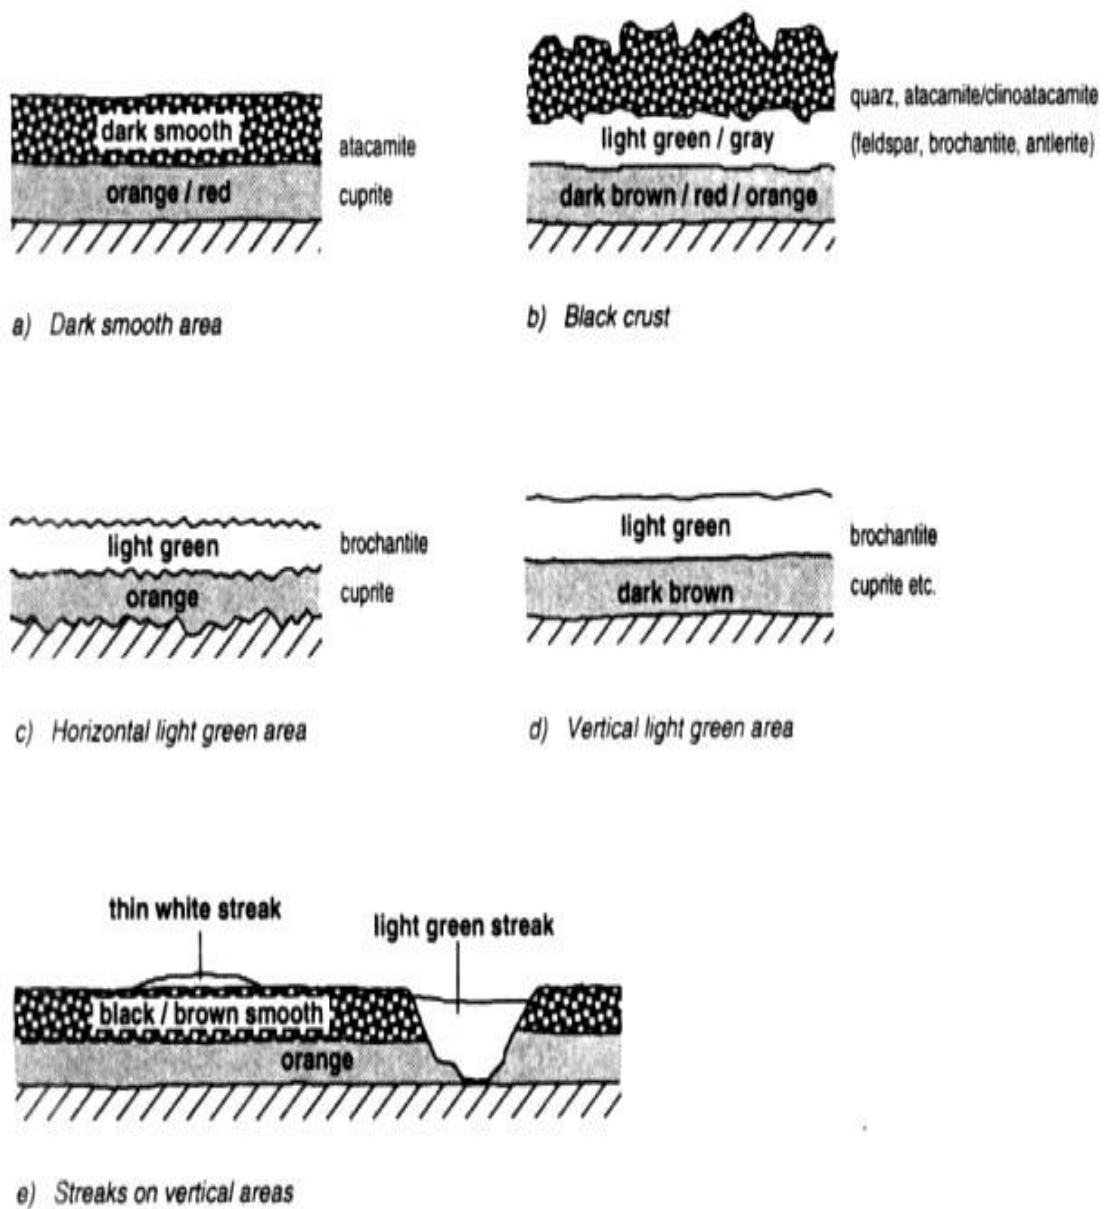 dark smooth
atacamite
orange / red
cuprite
a) Dark smooth area
quarz, atacamite/clinoatacamite
light green / gray
(feldspar, brochantite, antlerite)
dark brown / red / orange
b) Black crust
light green
brochantite
orange
cuprite
c) Horizontal light green area
light green
brochantite
dark brown
cuprite etc.
d) Vertical light green area
thin white streak
light green streak
black / brown smooth
orange
e) Streaks on vertical areas